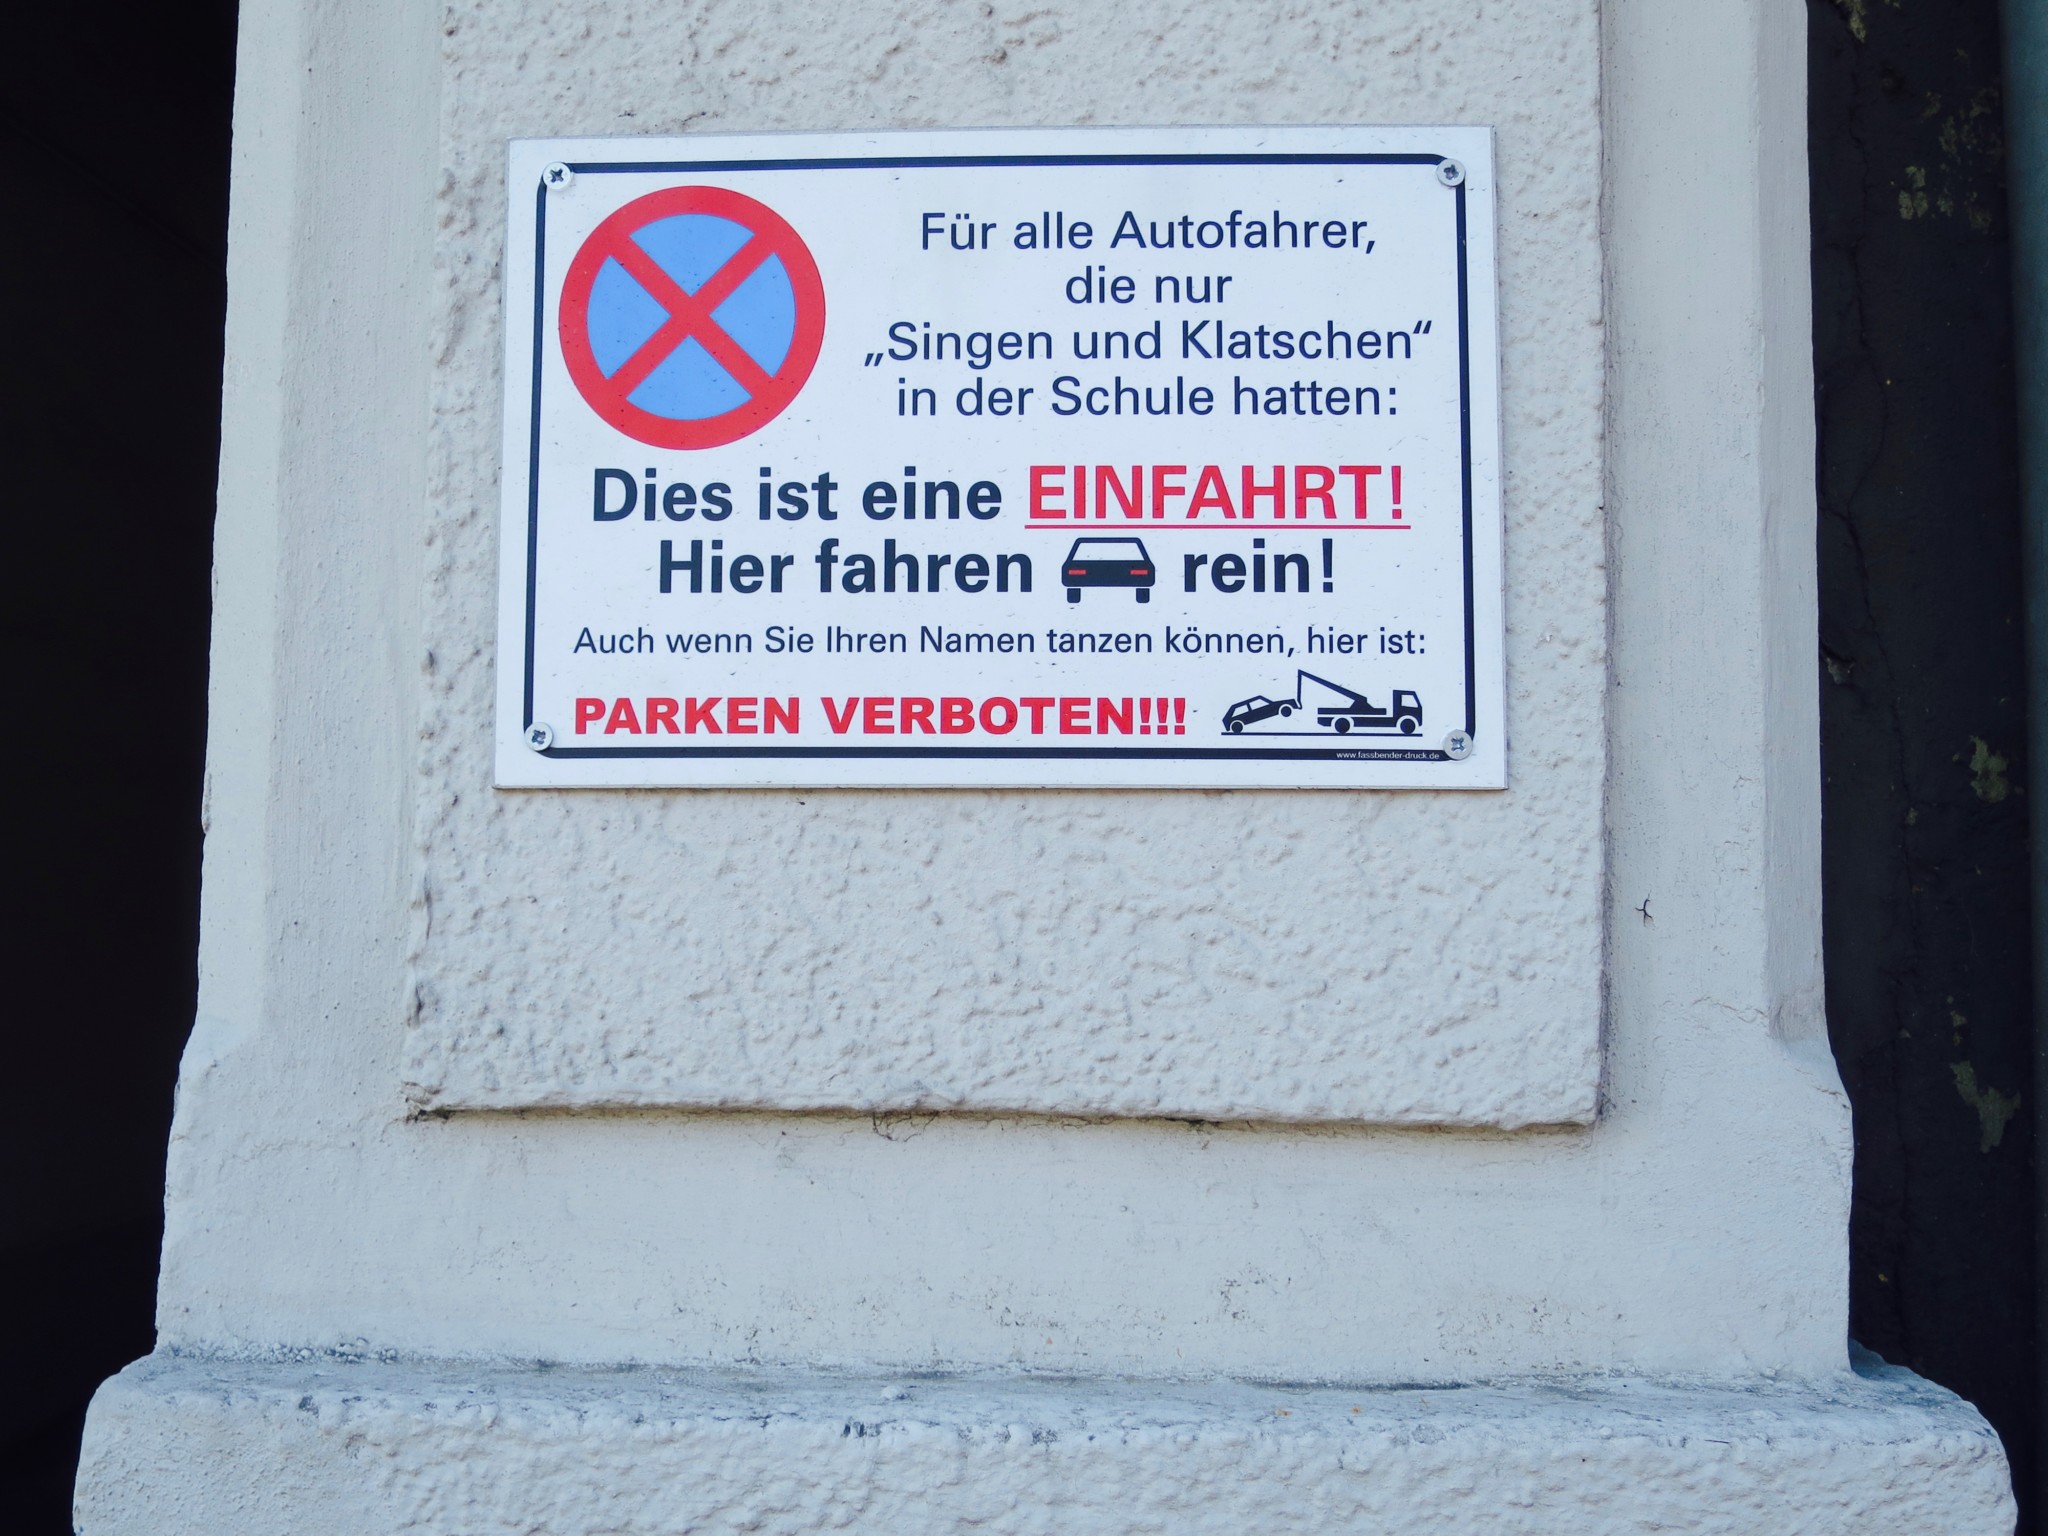 Für alle Autofahrer,
die nur
„Singen und Klatschen“
in der Schule hatten:
Dies ist eine EINFAHRT!
Hier fahren rein!
Auch wenn Sie Ihren Namen tanzen können, hier ist:
PARKEN VERBOTEN!!!
www.fassbender-druck.de